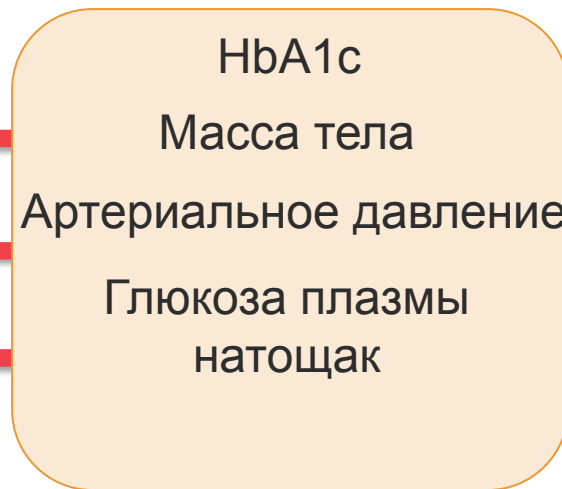 HbA1c
Масса тела
Артериальное давление
Глюкоза плазмы
натощак